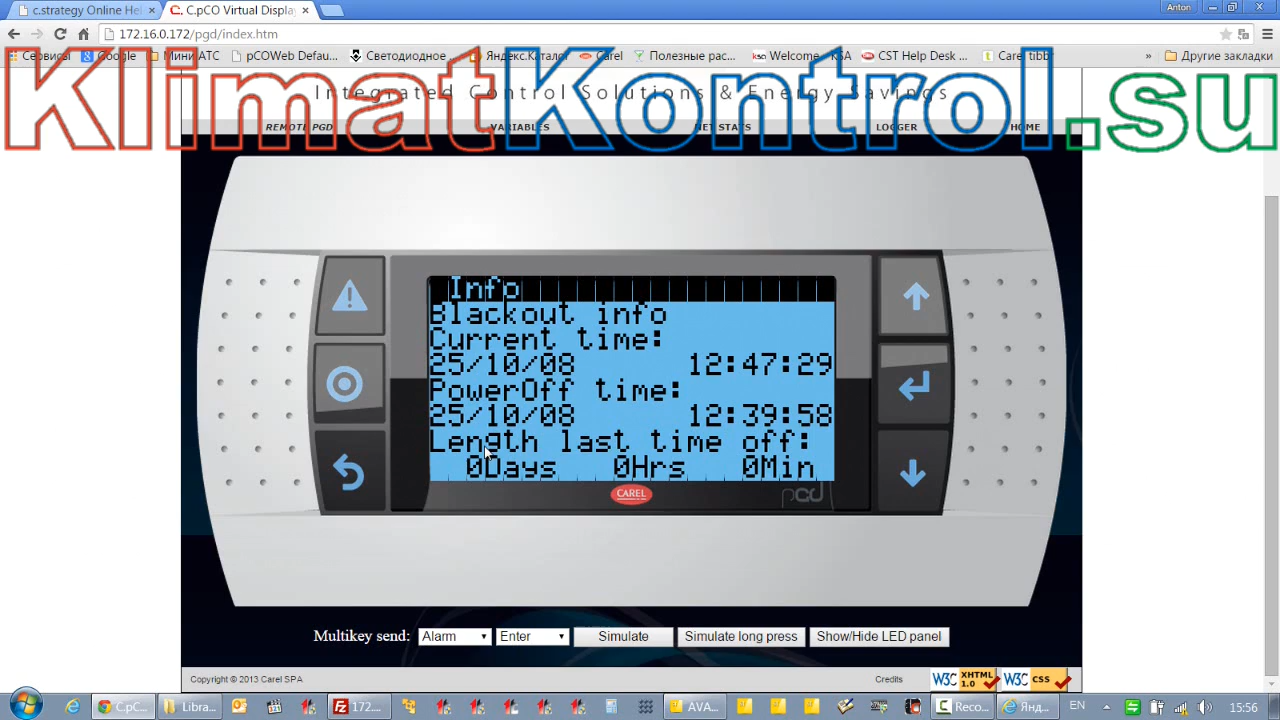 c.strategy Online Hel
C.pCO Virtual Display
Anton
172.16.0.172/pgd/index.htm
Сервисы
Google
Мини АТС
pCOWeb Defau...
Светодиодное
Яндекс.Каталог
Carel
Полезные рас...
Welcome - KSA
CST Help Desk ...
Carel tibb
»
Другие закладки
KlimatKontrol.su
Integrated Control Solutions & Energy Savings
REMOTE PGD
VARIABLES
NET STATS
LOGGER
HOME
Info
Blackout info
Current time:
25/10/08 12:47:29
PowerOff time:
25/10/08 12:39:58
Length last time off:
0Days 0Hrs 0Min
CAREL
pGD
Multikey send: Alarm Enter Simulate Simulate long press Show/Hide LED panel
Copyright © 2013 Carel SPA
Credits
W3C XHTML 1.0
W3C CSS
C.pC...
Libra...
172...
AVA...
Reco...
Янд...
EN
15:56